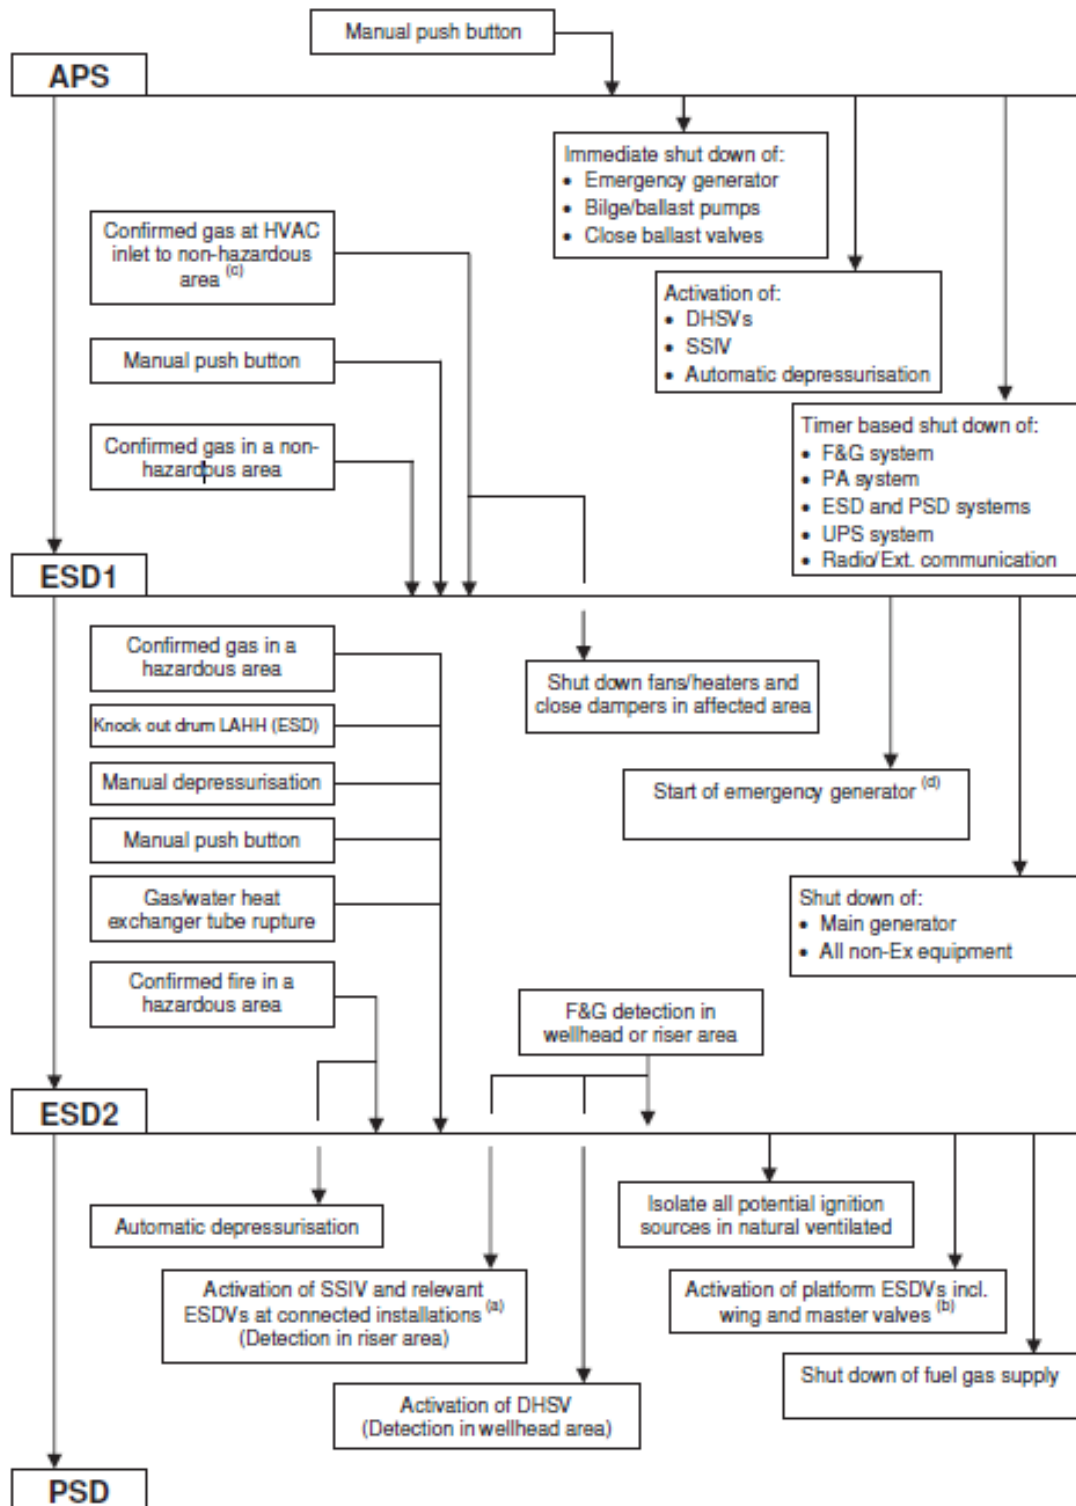 Manual push button
APS
Immediate shut down of:
• Emergency generator
• Bilge/ballast pumps
• Close ballast valves
Confirmed gas at HVAC
inlet to non-hazardous
area (c)
Activation of:
• DHSVs
• SSIV
• Automatic depressurisation
Manual push button
Timer based shut down of:
• F&G system
• PA system
• ESD and PSD systems
• UPS system
• Radio/Ext. communication
Confirmed gas in a non-
hazardous area
ESD1
Confirmed gas in a
hazardous area
Shut down fans/heaters and
close dampers in affected area
Knock out drum LAHH (ESD)
Manual depressurisation
Start of emergency generator (d)
Manual push button
Gas/water heat
exchanger tube rupture
Shut down of:
• Main generator
• All non-Ex equipment
Confirmed fire in a
hazardous area
F&G detection in
wellhead or riser area
ESD2
Automatic depressurisation
Isolate all potential ignition
sources in natural ventilated
Activation of SSIV and relevant
ESDVs at connected installations (a)
(Detection in riser area)
Activation of platform ESDVs incl.
wing and master valves (b)
Shut down of fuel gas supply
Activation of DHSV
(Detection in wellhead area)
PSD